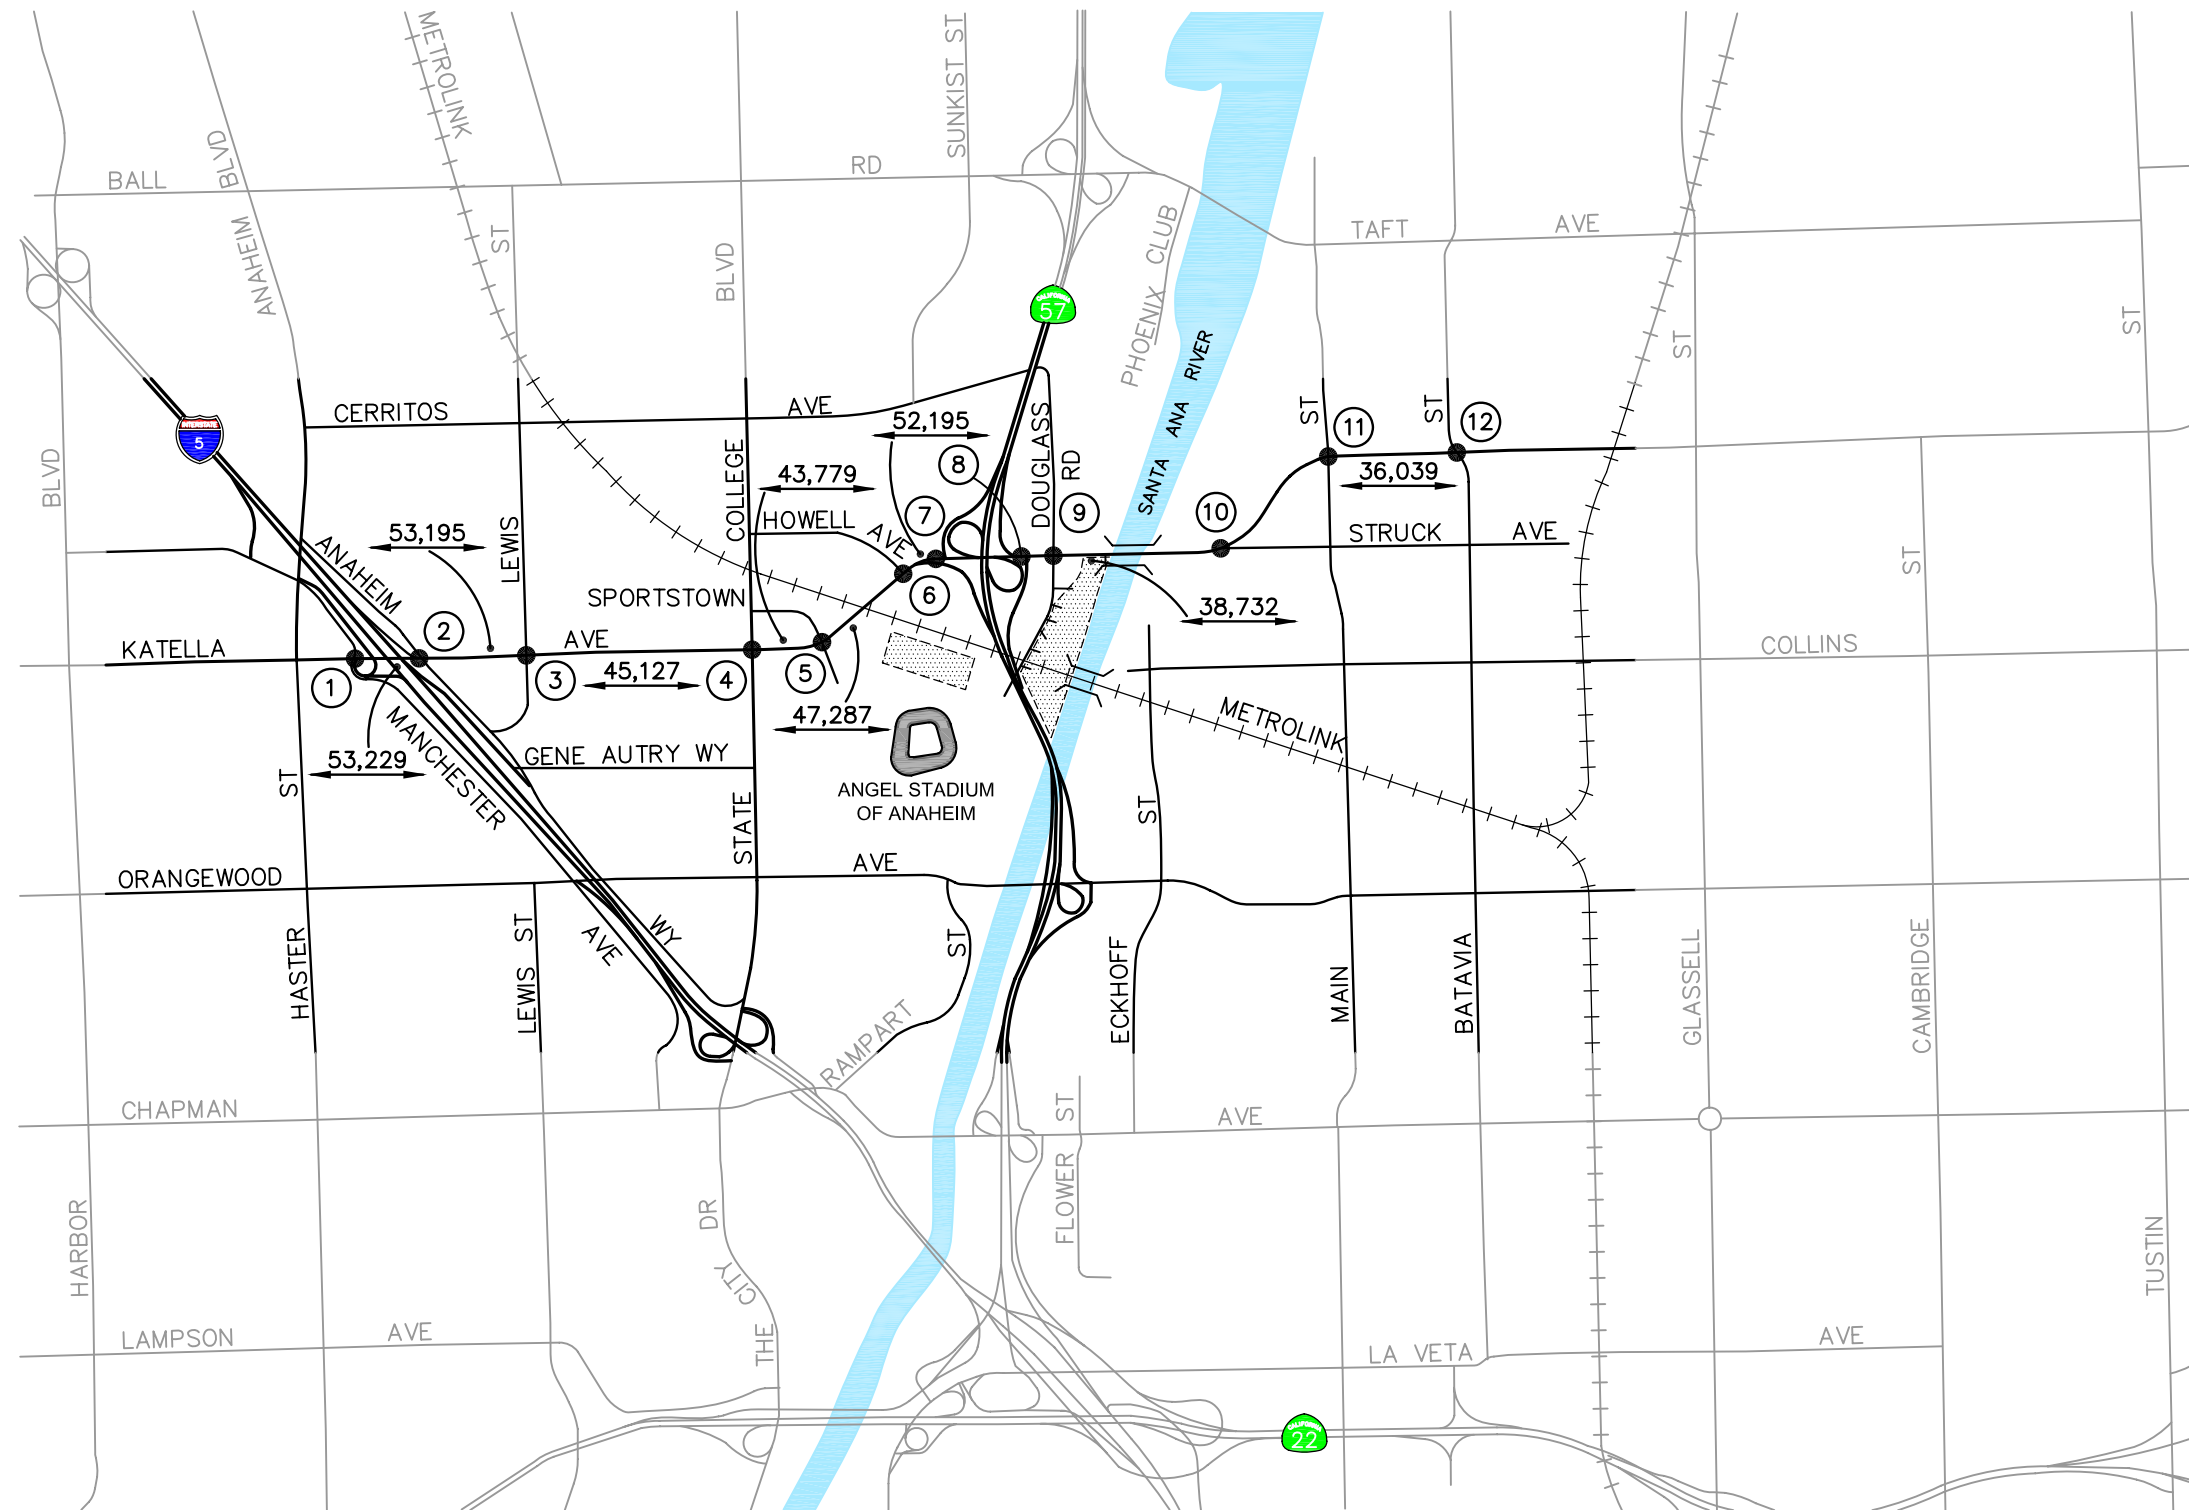 METROLINK
SUNKIST ST
BALL
BLVD
RD
ANAHEIM
ST
BLVD
PHOENIX CLUB
TAFT
AVE
CALIFORNIA
57
SANTA ANA RIVER
ST
ST
INTERSTATE
5
CERRITOS
AVE
52,195
DOUGLASS
RD
ST
ST
11
12
BLVD
COLLEGE
43,779
8
36,039
53,195
LEWIS
HOWELL
AVE
7
9
10
STRUCK
AVE
ST
ANAHEIM
SPORTSTOWN
6
38,732
KATELLA
2
AVE
COLLINS
1
3
45,127
4
5
47,287
METROLINK
MANCHESTER
53,229
ST
GENE AUTRY WY
ANGEL STADIUM
OF ANAHEIM
ST
STATE
ORANGEWOOD
AVE
HASTER
LEWIS ST
AVE
WY
ST
ECKHOFF
MAIN
BATAVIA
GLASSELL
CAMBRIDGE
RAMPART
CHAPMAN
AVE
FLOWER ST
HARBOR
THE CITY DR
TUSTIN
LAMPSON
AVE
LA VETA
AVE
CALIFORNIA
22